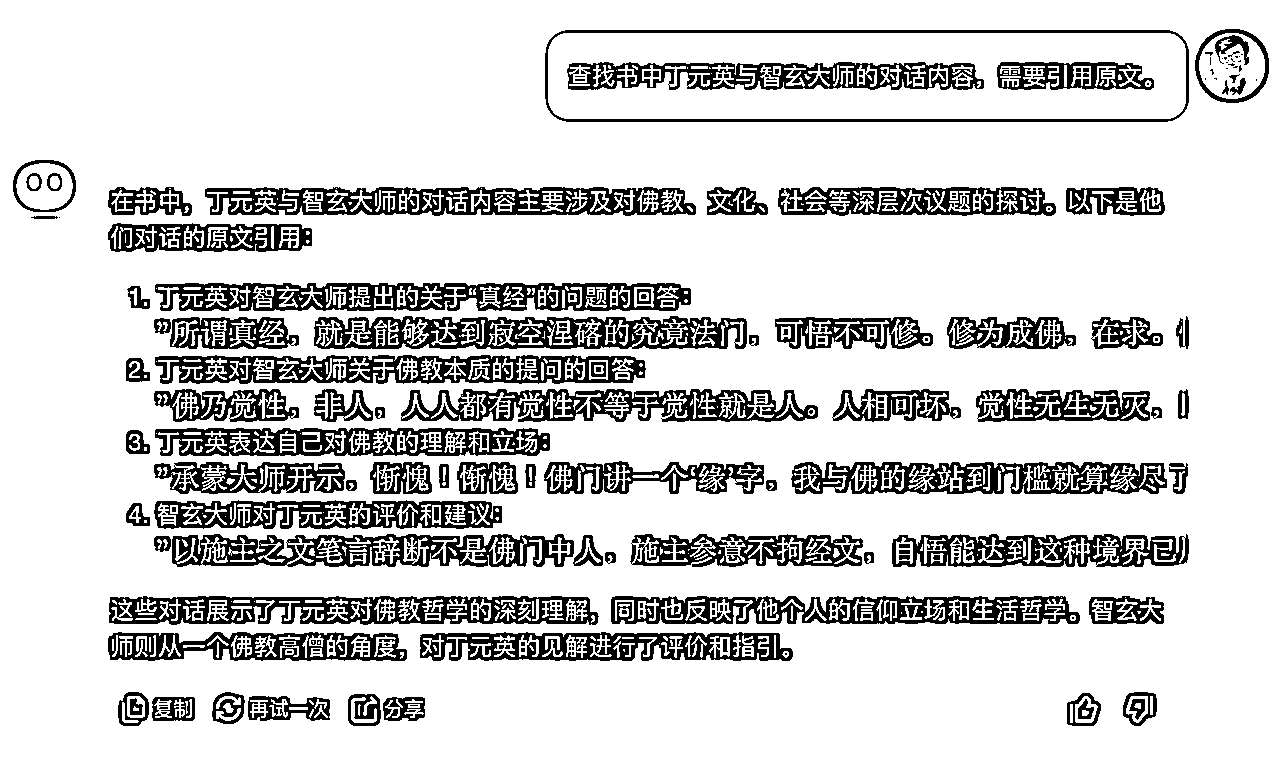 查找书中丁元英与智玄大师的对话内容，需要引用原文。
在书中，丁元英与智玄大师的对话内容主要涉及对佛教、文化、社会等深层次议题的探讨。以下是他
们对话的原文引用：
1. 丁元英对智玄大师提出的关于“真经”的问题的回答：
”所谓真经，就是能够达到寂空涅硌的究竟法门，可悟不可修。修为成佛，在求。
2. 丁元英对智玄大师关于佛教本质的提问的回答：
”佛乃觉性，非人，人人都有觉性不等于觉性就是人。人相可坏，觉性无生无灭，
3. 丁元英表达自己对佛教的理解和立场：
”承蒙大师开示，惭愧！惭愧！佛门讲一个‘缘’字，我与佛的缘站到门槛就算缘尽了
4. 智玄大师对丁元英的评价和建议：
”以施主之文笔言辞断不是佛门中人，施主参意不拘经文，自悟能达到这种境界已
这些对话展示了丁元英对佛教哲学的深刻理解，同时也反映了他个人的信仰立场和生活哲学。智玄大
师则从一个佛教高僧的角度，对丁元英的见解进行了评价和指引。
复制 再试一次 分享